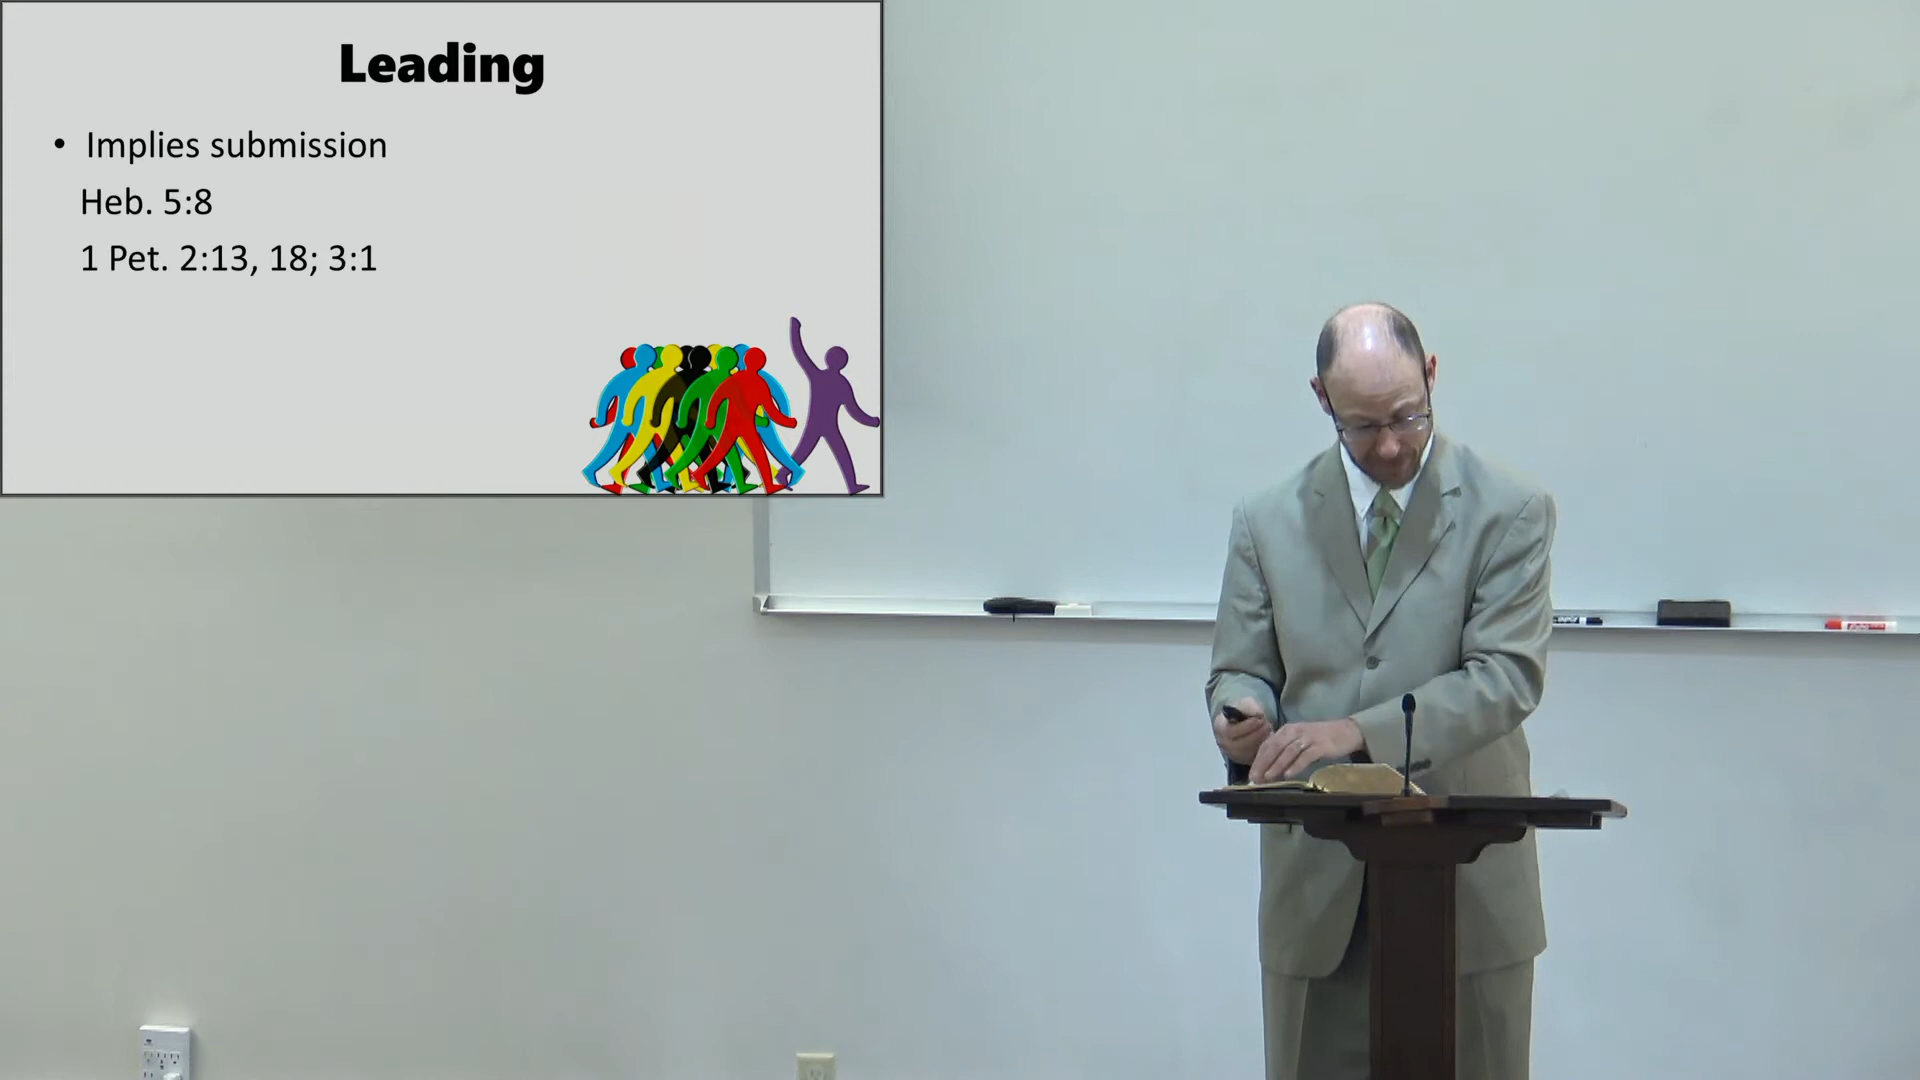 Leading
• Implies submission
Heb. 5:8
1 Pet. 2:13, 18; 3:1